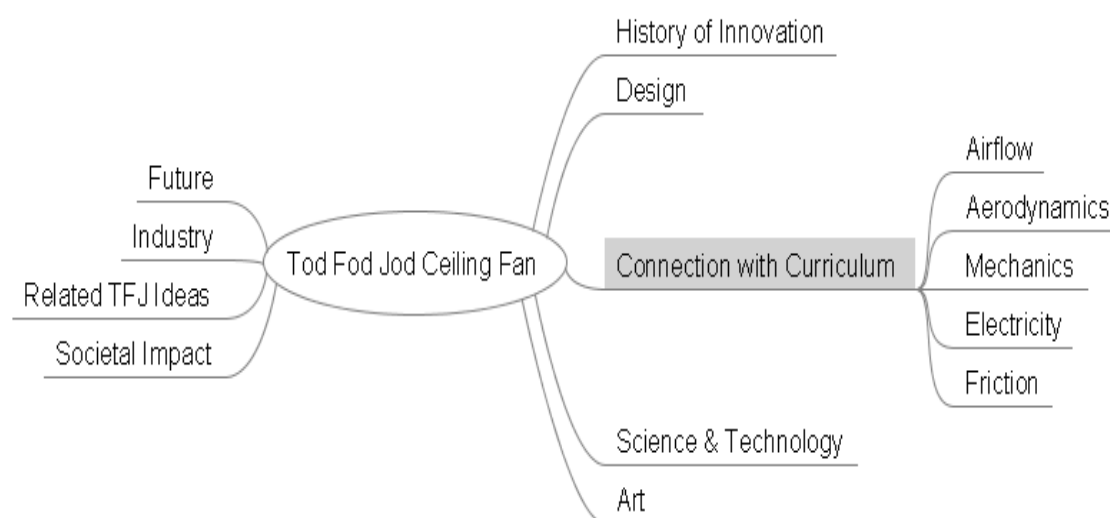 History of Innovation
Design
Airflow
Future
Aerodynamics
Industry
Tod Fod Jod Ceiling Fan
Connection with Curriculum
Mechanics
Related TFJ Ideas
Electricity
Societal Impact
Friction
Science & Technology
Art